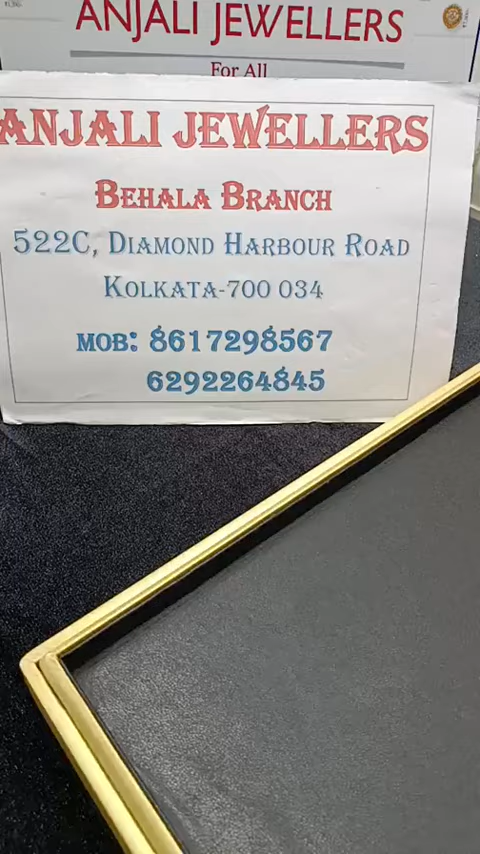 ANJALI JEWELLERS
For All
ANJALI JEWELLERS
BEHALA BRANCH
522C, DIAMOND HARBOUR ROAD
KOLKATA-700 034
MOB: 8617298567
6292264845